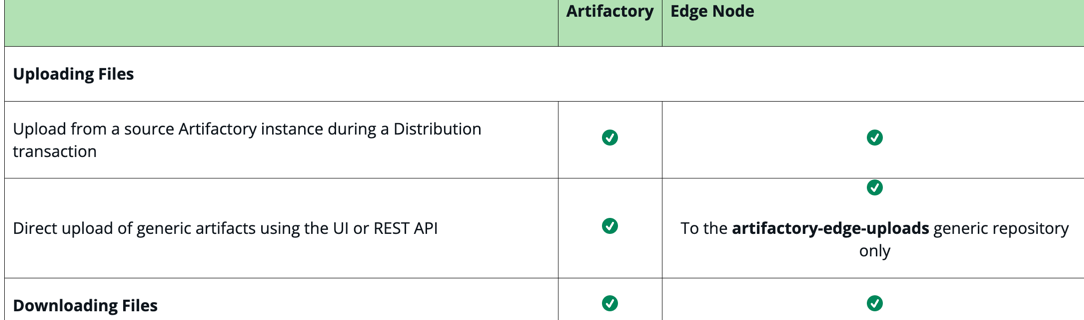 Artifactory Edge Node
Uploading Files
Upload from a source Artifactory instance during a Distribution
transaction
Direct upload of generic artifacts using the UI or REST API
To the artifactory-edge-uploads generic repository
only
Downloading Files